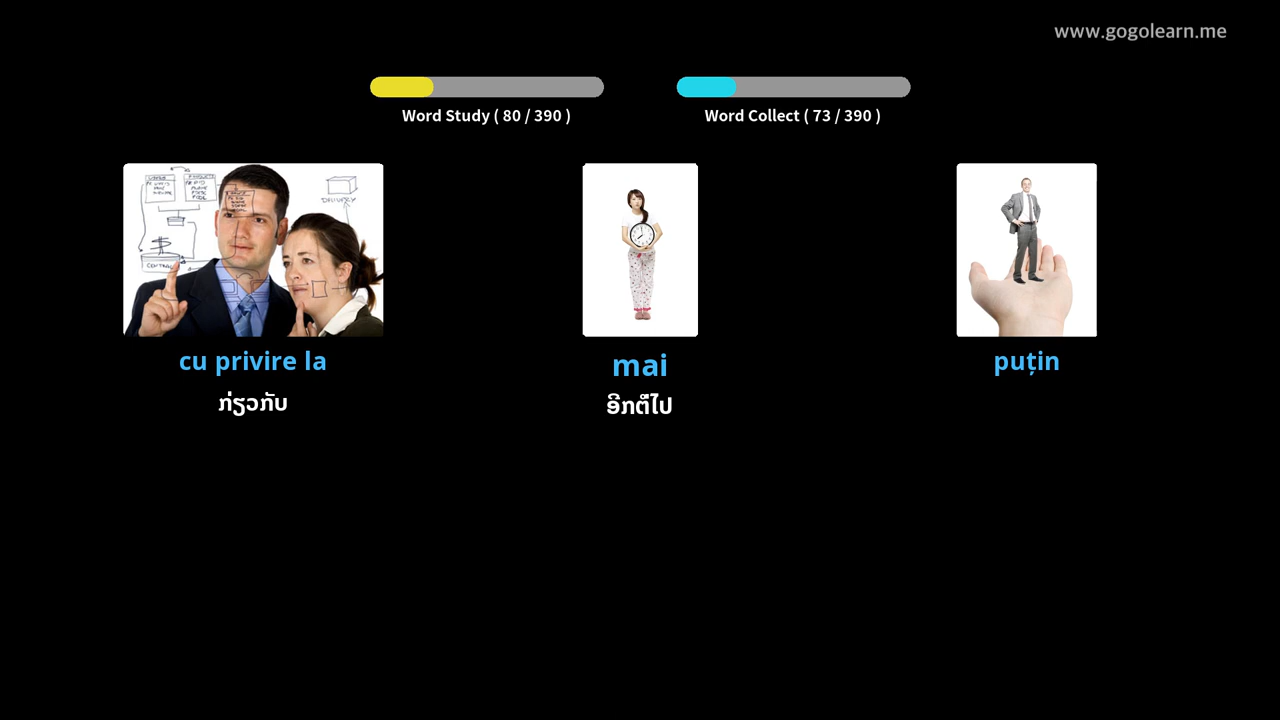 www.gogolearn.me
Word Study ( 80 / 390 )
Word Collect ( 73 / 390 )
DELIVERY
cu privire la
mai
puțin
ກ່ຽວກັບ
ອີກຕໍ່ໄປ